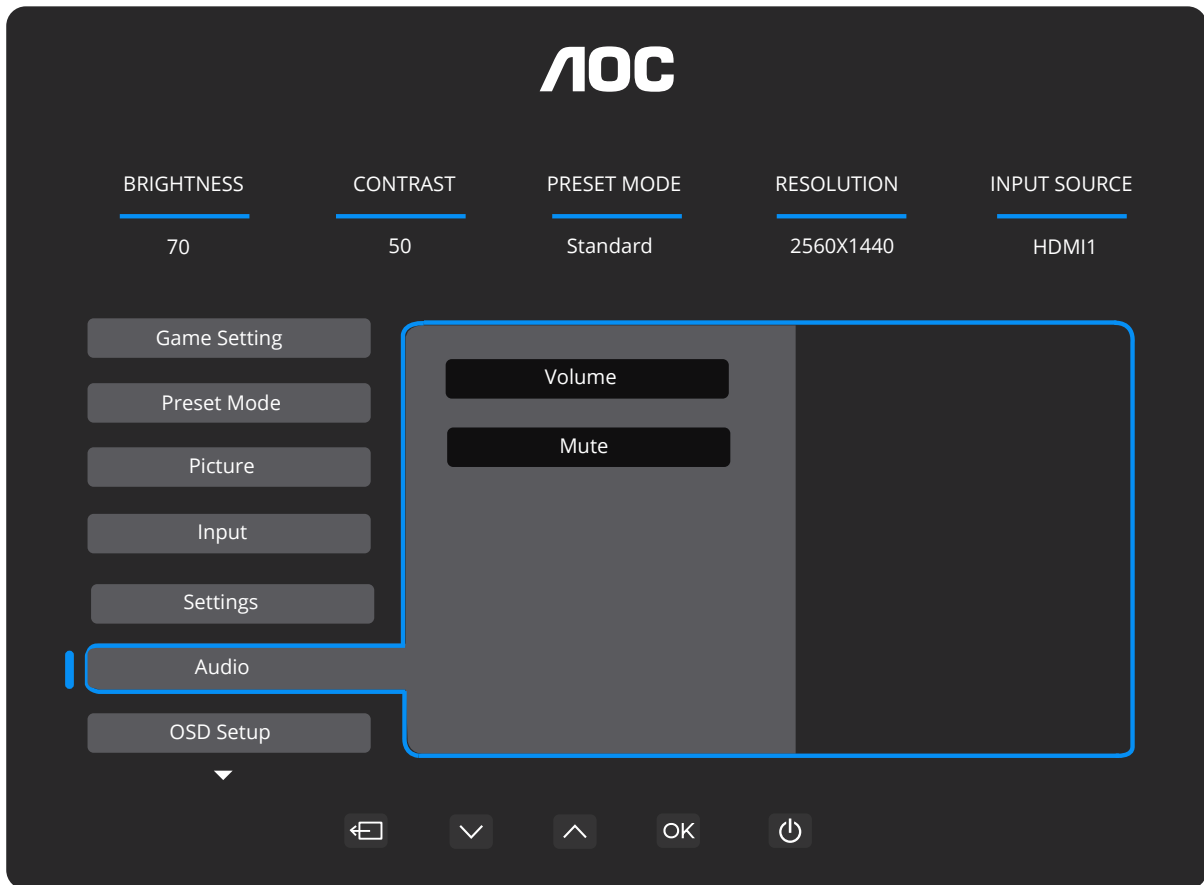 AOC
BRIGHTNESS CONTRAST PRESET MODE RESOLUTION INPUT SOURCE
70 50 Standard 2560X1440 HDMI1
Game Setting
Volume
Preset Mode
Mute
Picture
Input
Settings
Audio
OSD Setup
OK